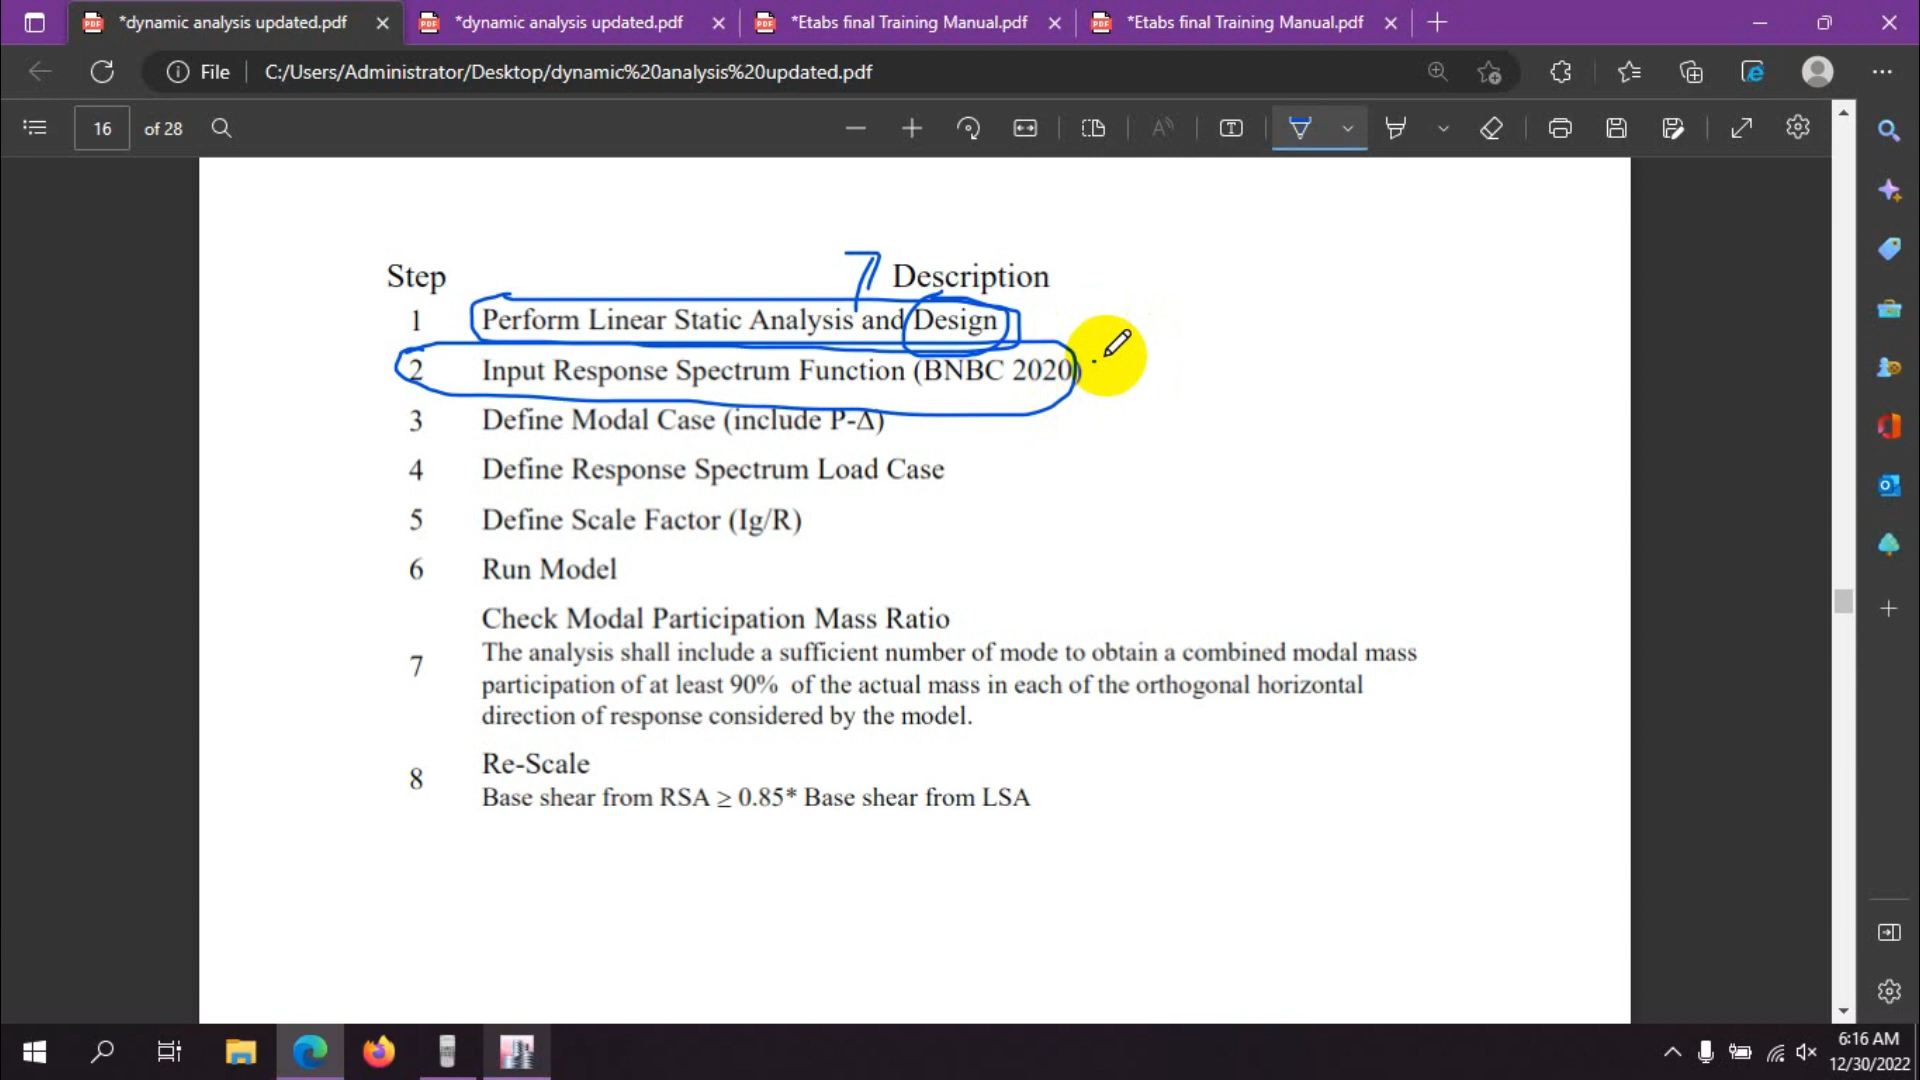 *dynamic analysis updated.pdf
*dynamic analysis updated.pdf
*Etabs final Training Manual.pdf
*Etabs final Training Manual.pdf
File
C:/Users/Administrator/Desktop/dynamic%20analysis%20updated.pdf
16 of 28
7
Step Description
1 Perform Linear Static Analysis and Design
2 Input Response Spectrum Function (BNBC 2020)
3 Define Modal Case (include P-Δ)
4 Define Response Spectrum Load Case
5 Define Scale Factor (Ig/R)
6 Run Model
Check Modal Participation Mass Ratio
7 The analysis shall include a sufficient number of mode to obtain a combined modal mass
participation of at least 90% of the actual mass in each of the orthogonal horizontal
direction of response considered by the model.
8 Re-Scale
Base shear from RSA ≥ 0.85* Base shear from LSA
6:16 AM
12/30/2022